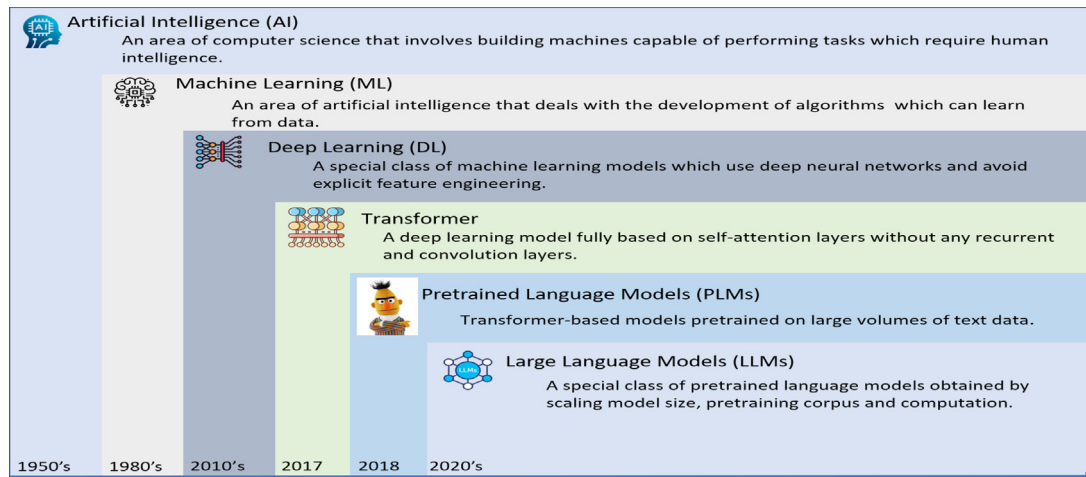 AI
Artificial Intelligence (AI)
An area of computer science that involves building machines capable of performing tasks which require human
intelligence.
Machine Learning (ML)
An area of artificial intelligence that deals with the development of algorithms which can learn
from data.
Deep Learning (DL)
A special class of machine learning models which use deep neural networks and avoid
explicit feature engineering.
Transformer
A deep learning model fully based on self-attention layers without any recurrent
and convolution layers.
Pretrained Language Models (PLMs)
Transformer-based models pretrained on large volumes of text data.
LLMs
Large Language Models (LLMs)
A special class of pretrained language models obtained by
scaling model size, pretraining corpus and computation.
1950's 1980's 2010's 2017 2018 2020's